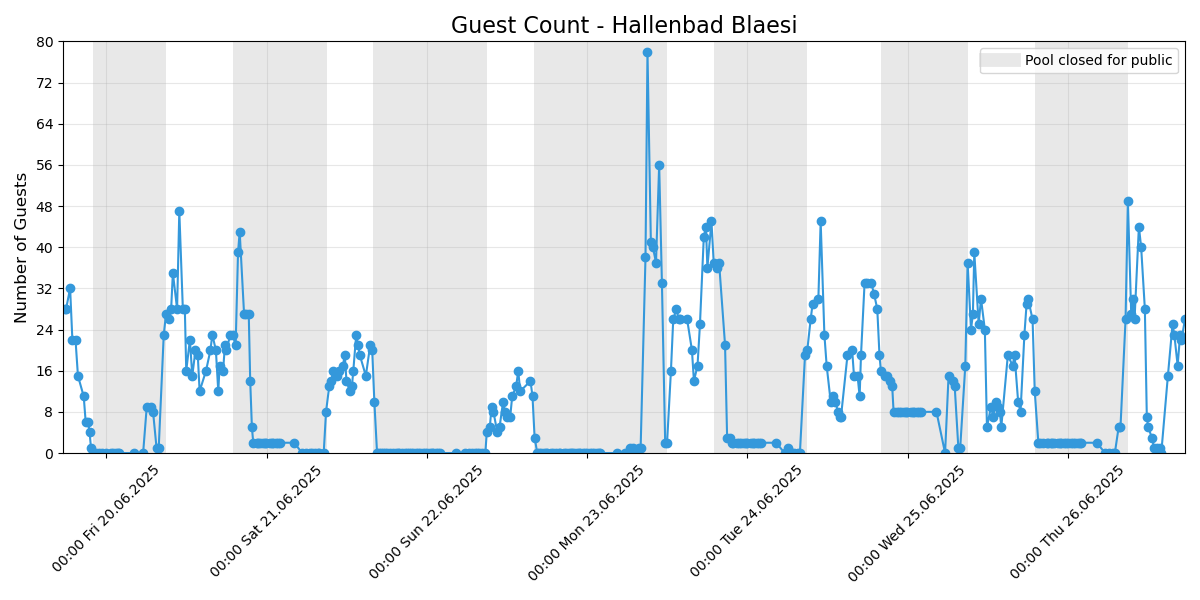 Guest Count - Hallenbad Blaesi
Pool closed for public
Number of Guests
80
72
64
56
48
40
32
24
16
8
0
00:00 Fri 20.06.2025
00:00 Sat 21.06.2025
00:00 Sun 22.06.2025
00:00 Mon 23.06.2025
00:00 Tue 24.06.2025
00:00 Wed 25.06.2025
00:00 Thu 26.06.2025